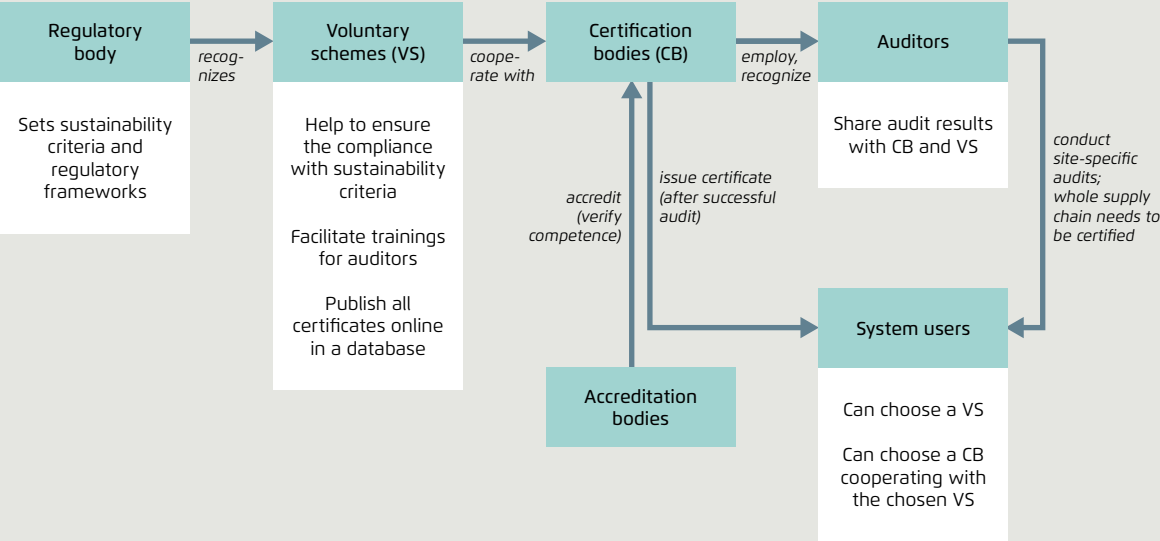 Regulatory
body
recog-
nizes
Sets sustainability
criteria and
regulatory
frameworks
Voluntary
schemes (VS)
coope-
rate with
Help to ensure
the compliance
with sustainability
criteria
Facilitate trainings
for auditors
Publish all
certificates online
in a database
Certification
bodies (CB)
employ,
recognize
accredit
(verify
competence)
issue certificate
(after successful
audit)
Accreditation
bodies
Auditors
Share audit results
with CB and VS
conduct
site-specific
audits;
whole supply
chain needs to
be certified
System users
Can choose a VS
Can choose a CB
cooperating with
the chosen VS